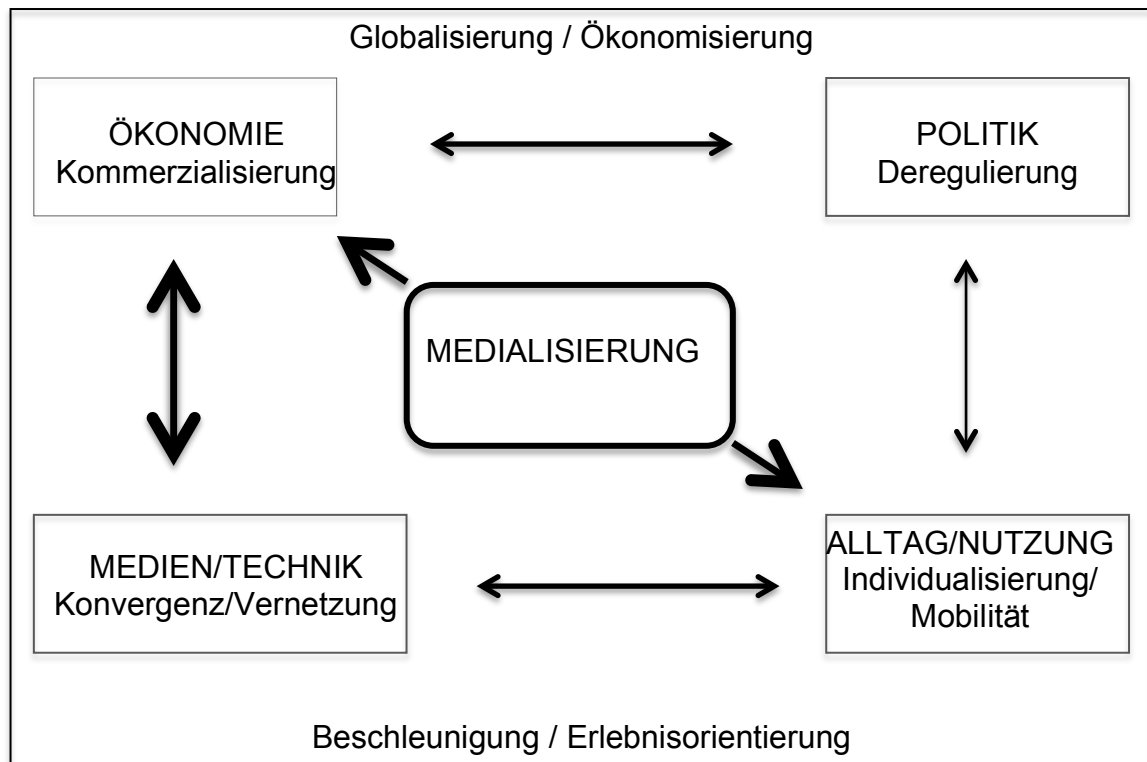 Globalisierung / Ökonomisierung
ÖKONOMIE
Kommerzialisierung
POLITIK
Deregulierung
MEDIALISIERUNG
MEDIEN/TECHNIK
Konvergenz/Vernetzung
ALLTAG/NUTZUNG
Individualisierung/
Mobilität
Beschleunigung / Erlebnisorientierung